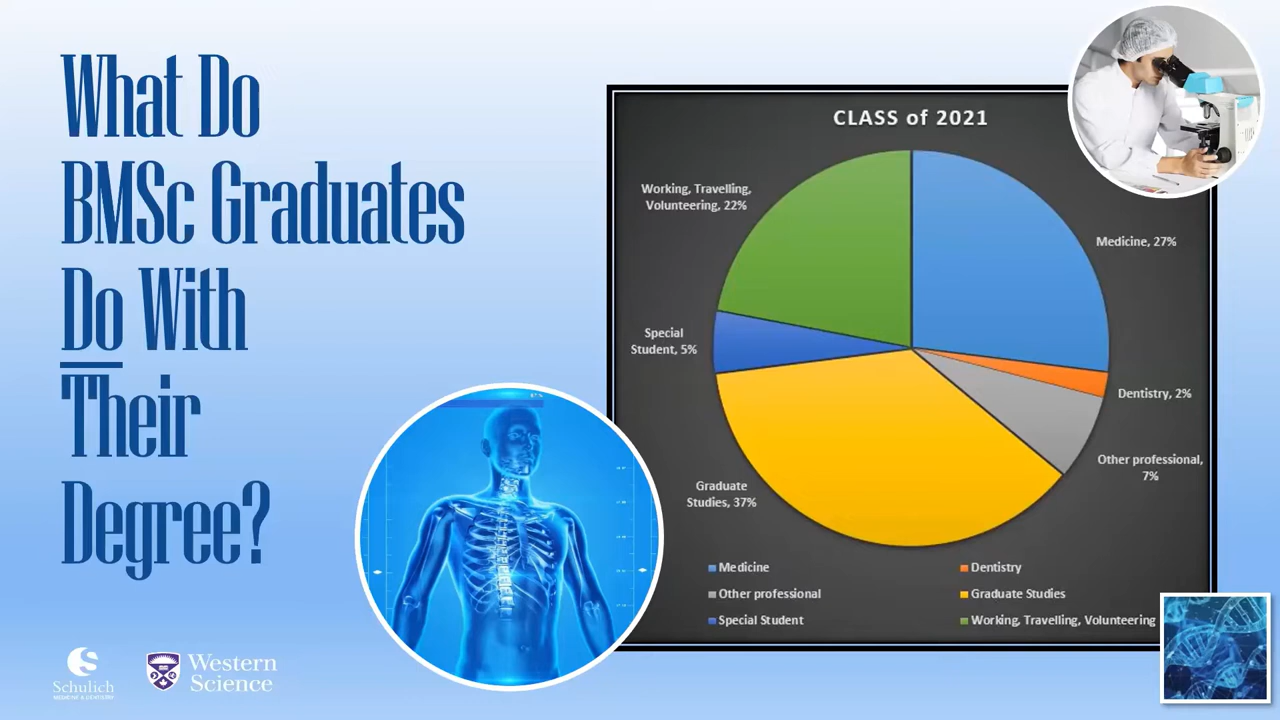 What Do
BMSc Graduates
Do With
Their
Degree?
CLASS of 2021
Working, Travelling,
Volunteering, 22%
Medicine, 27%
Special
Student, 5%
Dentistry, 2%
Other professional,
7%
Graduate
Studies, 37%
Medicine
Dentistry
Other professional
Graduate Studies
Special Student
Working, Travelling, Volunteering
Schulich
MEDICINE & DENTISTRY
Western
Science